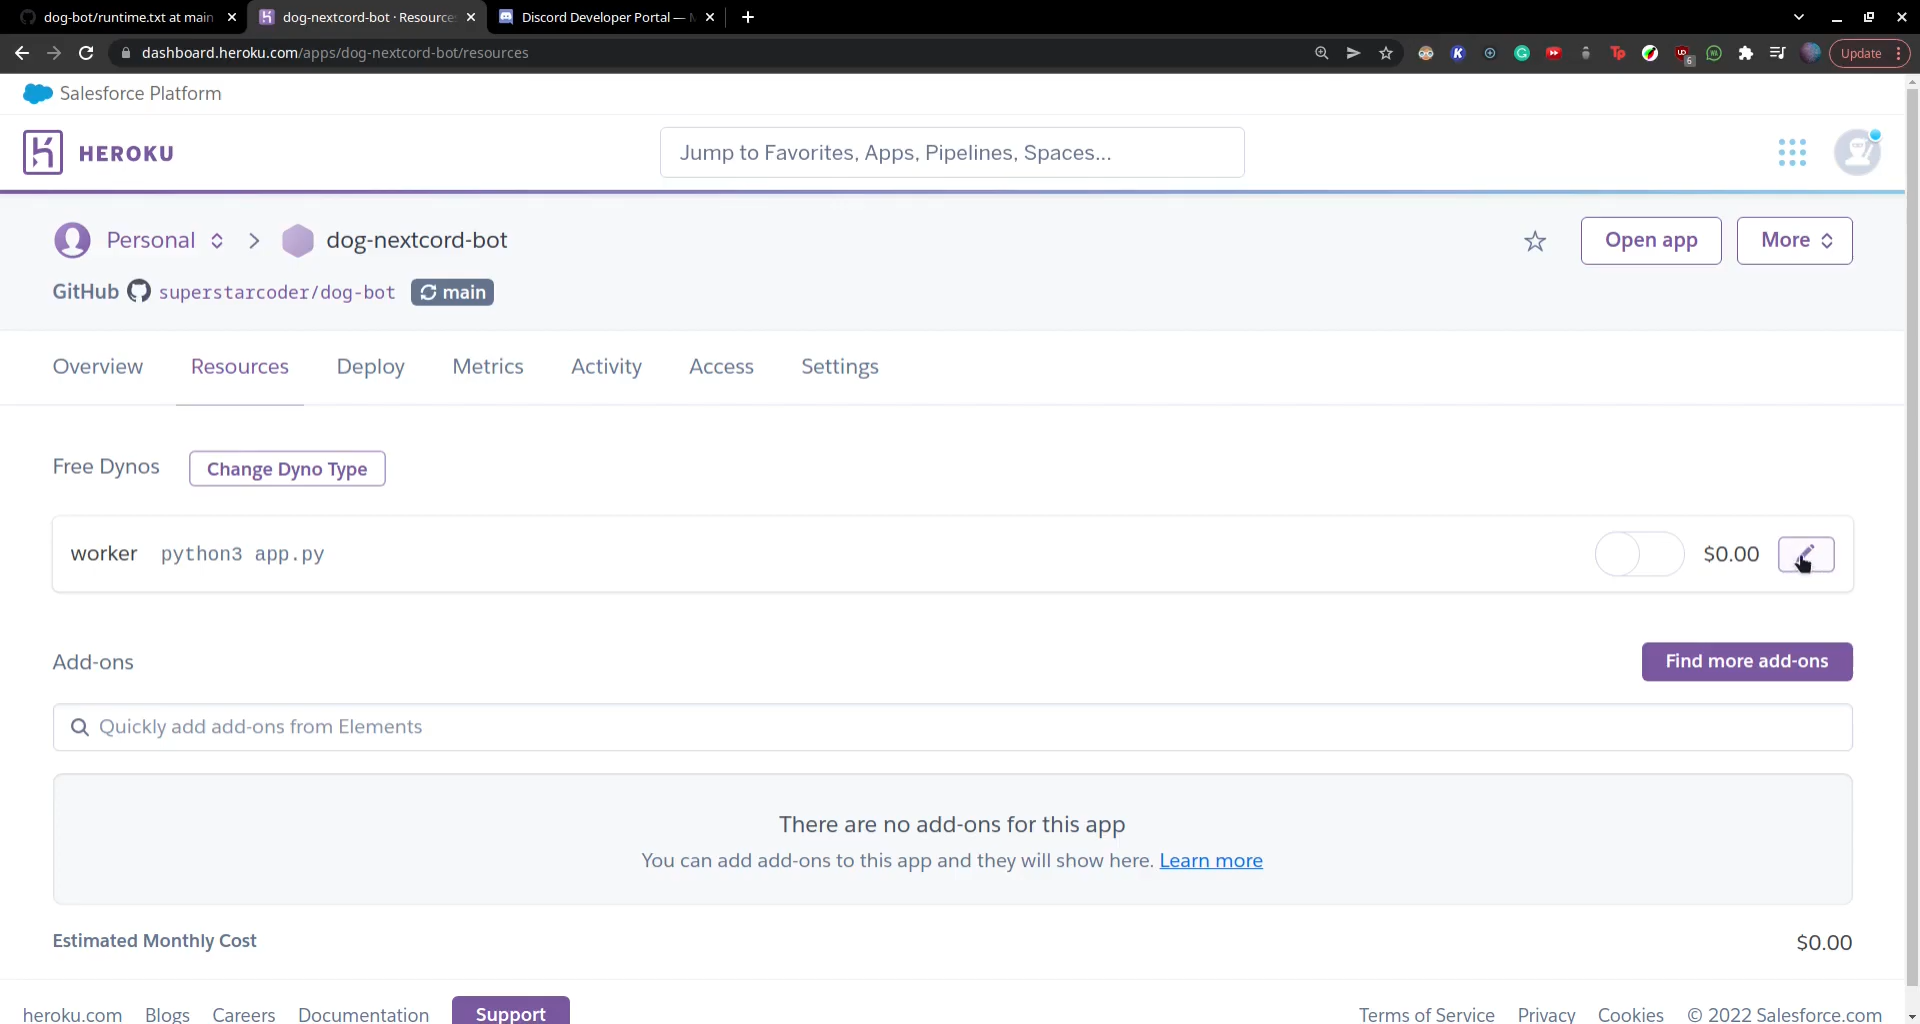 dog-bot/runtime.txt at main
dog-nextcord-bot · Resource
Discord Developer Portal —
dashboard.heroku.com/apps/dog-nextcord-bot/resources
Update
Salesforce Platform
HEROKU
Jump to Favorites, Apps, Pipelines, Spaces...
Personal
dog-nextcord-bot
Open app
More
GitHub superstarcoder/dog-bot main
Overview
Resources
Deploy
Metrics
Activity
Access
Settings
Free Dynos
Change Dyno Type
worker python3 app.py
$0.00
Add-ons
Find more add-ons
Quickly add add-ons from Elements
There are no add-ons for this app
You can add add-ons to this app and they will show here. Learn more
Estimated Monthly Cost
$0.00
heroku.com
Blogs
Careers
Documentation
Support
Terms of Service
Privacy
Cookies
© 2022 Salesforce.com